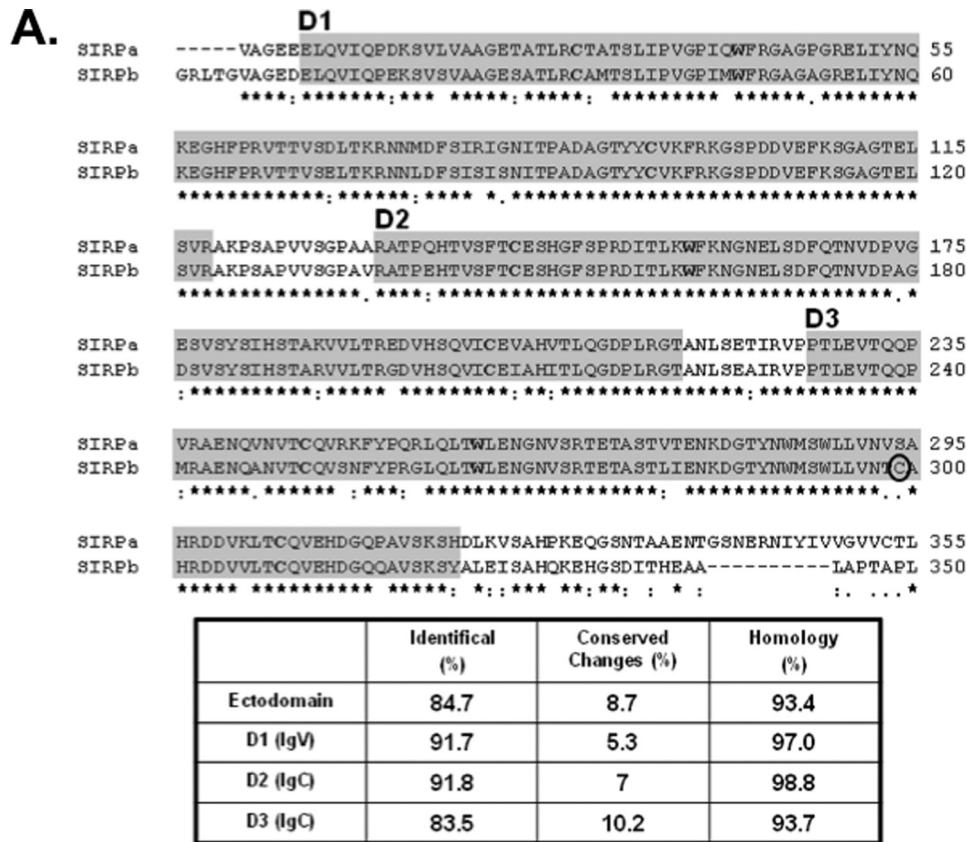 A.
D1
SIRPa -----VAGEEELQVIQPDKSVLVAAGETATLRCTATSLIPVGPIQWFRGAGPGRELIYNQ 55
SIRPb GRLTGVAGEDELQVIQPEKSVSVAAGESATLRCAMTSLIPVGPIMWFRGAGAGRELIYNQ 60
****:*******:*** *****:*****: ********* ******.********
SIRPa KEGHFPRVTTVSDLTKRNNMDFSIRIGNITPADAGTYYCVKFRKGSPDDVEFKSGAGTEL 115
SIRPb KEGHFPRVTTVSELTKRNNLDFSISISNITPADAGTYYCVKFRKGSPDDVEFKSGAGTEL 120
************:******:**** *.*********************************
D2
SIRPa SVRAKPSAPVVSGPAARATPQHTVSFTCESHGFSPRDITLKWFKNGNELSDFQTNVDPVG 175
SIRPb SVRAKPSAPVVSGPAVRATPEHTVSFTCESHGFSPRDITLKWFKNGNELSDFQTNVDPAG 180
***************.****:*************************************.*
D3
SIRPa ESVSYSIHSTAKVVLTREDVHSQVICEVAHVTLQGDPLRGTANLSETIRVPPTLEVTQQP 235
SIRPb DSVSYSIHSTARVVLTRGDVHSQVICEIAHITLQGDPLRGTANLSEAIRVPPTLEVTQQP 240
:**********:***** *********:**:***************:*************
SIRPa VRAENQVNVTCQVRKFYPQRLQLTWLENGNVSRTETASTVTENKDGTYNWMSWLLVNVSA 295
SIRPb MRAENQANVTCQVSNFYPRGLQLTWLENGNVSRTETASTLIENKDGTYNWMSWLLVNTCA 300
:*****.****** :***: *******************: ****************..*
SIRPa HRDDVKLTCQVEHDGQPAVSKSHDLKVSAHPKEQGSNTAAENTGSNERNIYIVVGVVCTL 355
SIRPb HRDDVVLTCQVEHDGQQAVSKSYALEISAHQKEHGSDITHEAA----------LAPTAPL 350
***** ********** *****: *::*** **:**: : * : :. . ...*
Identifical (%) Conserved Changes (%) Homology (%)
Ectodomain 84.7 8.7 93.4
D1 (IgV) 91.7 5.3 97.0
D2 (IgC) 91.8 7 98.8
D3 (IgC) 83.5 10.2 93.7